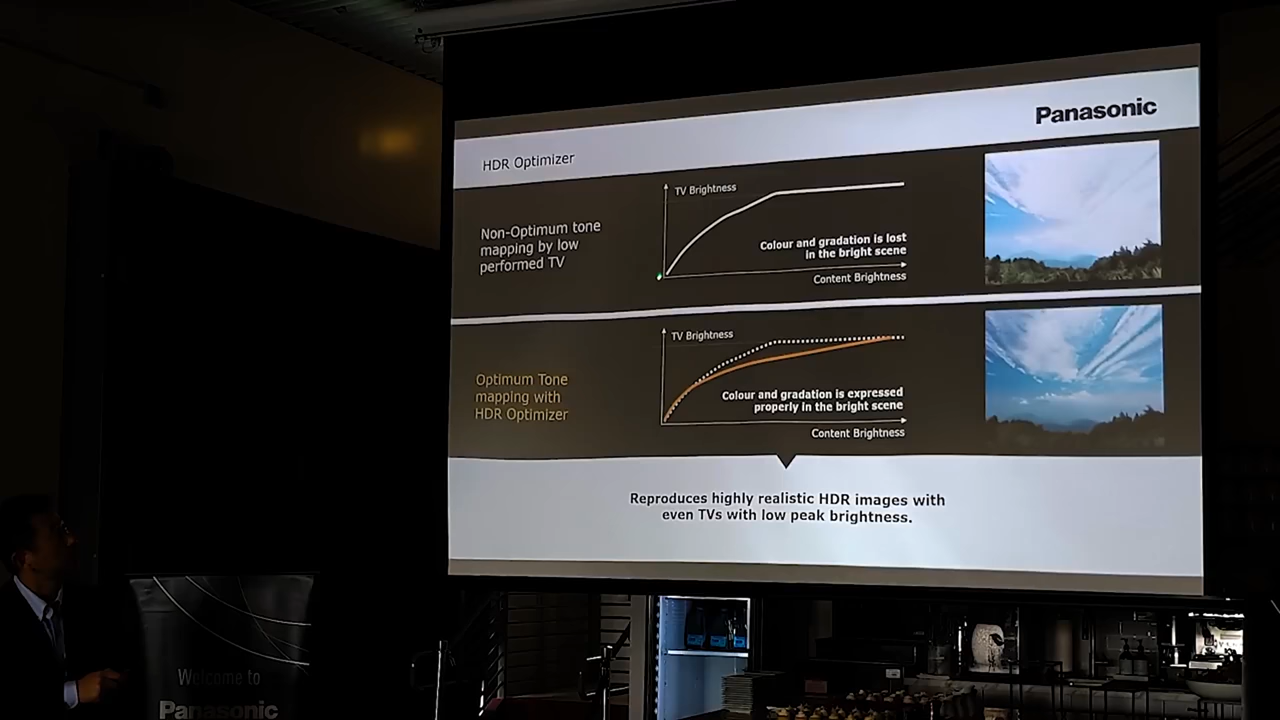 Panasonic
HDR Optimizer
Non-Optimum tone
mapping by low
performed TV
TV Brightness
Colour and gradation is lost
in the bright scene
Content Brightness
Optimum Tone
mapping with
HDR Optimizer
TV Brightness
Colour and gradation is expressed
properly in the bright scene
Content Brightness
Reproduces highly realistic HDR images with
even TVs with low peak brightness.
Welcome to
Panasonic